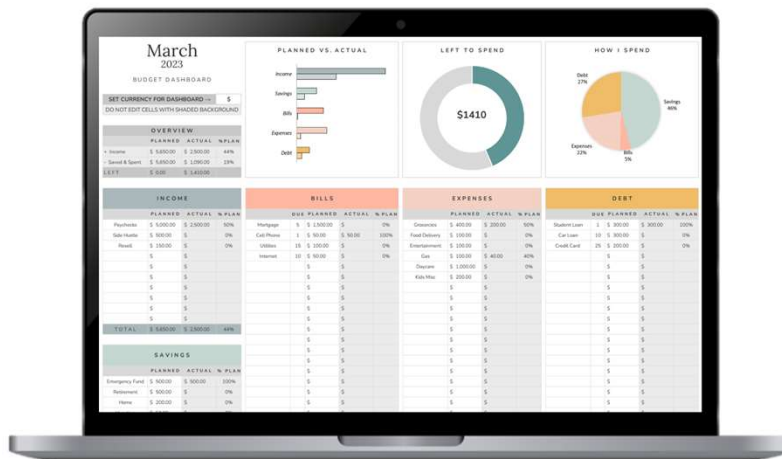 March
2023
BUDGET DASHBOARD
SET CURRENCY FOR DASHBOARD → $
DO NOT EDIT CELLS WITH SHADED BACKGROUND
OVERVIEW
PLANNED ACTUAL %PLAN
+ Income $ 5,650.00 $ 2,500.00 44%
- Saved & Spent $ 5,650.00 $ 1,090.00 19%
LEFT $ 0.00 $ 1,410.00
PLANNED VS. ACTUAL
Income
Savings
Bills
Expenses
Debt
LEFT TO SPEND
$1410
HOW I SPEND
Debt
27%
Savings
46%
Expenses
22%
Bills
5%
INCOME
PLANNED ACTUAL % PLAN
Paychecks $ 5,000.00 $ 2,500.00 50%
Side Hustle $ 500.00 $ 0%
Resell $ 150.00 $ 0%
$ $
$ $
$ $
$ $
$ $
$ $
TOTAL $ 5,650.00 $ 2,500.00 44%
SAVINGS
PLANNED ACTUAL % PLAN
Emergency Fund $ 500.00 $ 500.00 100%
Retirement $ 500.00 $ 0%
Home $ 200.00 $ 0%
BILLS
DUE PLANNED ACTUAL % PLAN
Mortgage 5 $ 1,500.00 $ 0%
Cell Phone 1 $ 50.00 $ 50.00 100%
Utilities 15 $ 100.00 $ 0%
Internet 10 $ 50.00 $ 0%
EXPENSES
PLANNED ACTUAL % PLAN
Groceries $ 400.00 $ 200.00 50%
Food Delivery $ 100.00 $ 0%
Entertainment $ 100.00 $ 0%
Gas $ 100.00 $ 40.00 40%
Daycare $ 1,000.00 $ 0%
Kids Misc $ 200.00 $ 0%
DEBT
DUE PLANNED ACTUAL % PLAN
Student Loan 1 $ 300.00 $ 300.00 100%
Car Loan 10 $ 300.00 $ 0%
Credit Card 25 $ 200.00 $ 0%